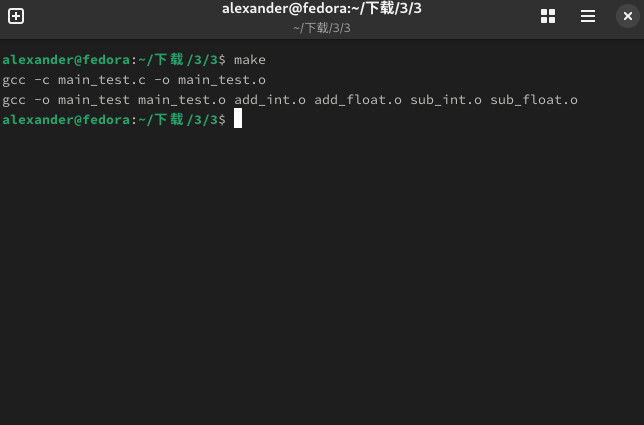 alexander@fedora:~/下载/3/3
~/下载/3/3
alexander@fedora:~/下载/3/3$ make
gcc -c main_test.c -o main_test.o
gcc -o main_test main_test.o add_int.o add_float.o sub_int.o sub_float.o
alexander@fedora:~/下载/3/3$